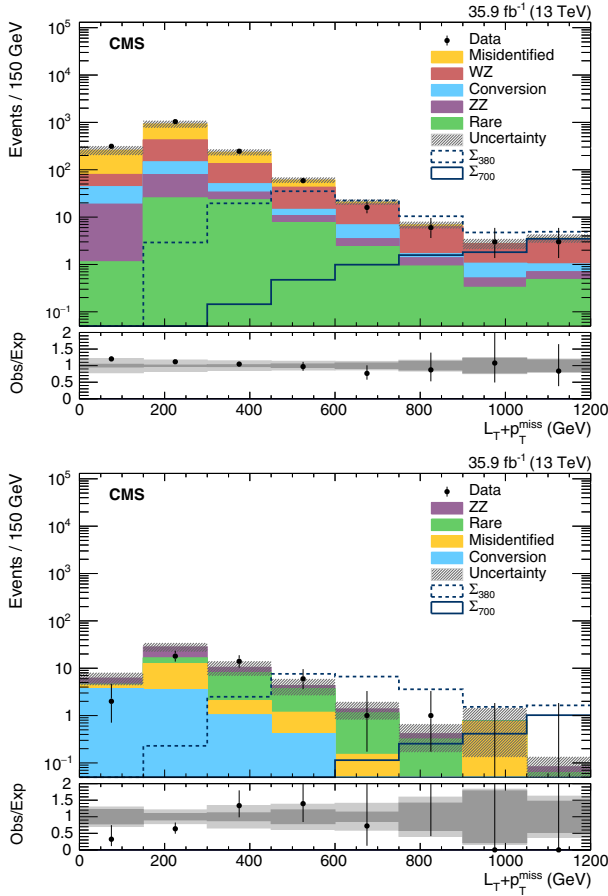 35.9 fb⁻¹ (13 TeV)
CMS
Events / 150 GeV
10⁵
10⁴
10³
10²
10
1
10⁻¹
Data
Misidentified
WZ
Conversion
ZZ
Rare
Uncertainty
Σ₃₈₀
Σ₇₀₀
Obs/Exp
2
1.5
1
0.5
0
0 200 400 600 800 1000 1200
L_T+p_T^miss (GeV)
35.9 fb⁻¹ (13 TeV)
CMS
Events / 150 GeV
10⁵
10⁴
10³
10²
10
1
10⁻¹
Data
ZZ
Rare
Misidentified
Conversion
Uncertainty
Σ₃₈₀
Σ₇₀₀
Obs/Exp
2
1.5
1
0.5
0
0 200 400 600 800 1000 1200
L_T+p_T^miss (GeV)